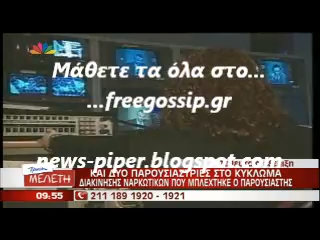 Μάθετε τα όλα στο...
...freegossip.gr
news-piper.blogspot.com
ΜΕΛΕΤΗ
ΚΑΙ ΔΥΟ ΠΑΡΟΥΣΙΑΣΤΡΙΕΣ ΣΤΟ ΚΥΚΛΩΜΑ
ΔΙΑΚΙΝΗΣΗΣ ΝΑΡΚΩΤΙΚΩΝ ΠΟΥ ΜΠΛΕΧΤΗΚΕ Ο ΠΑΡΟΥΣΙΑΣΤΗΣ
09:55 211 189 1920 - 1921